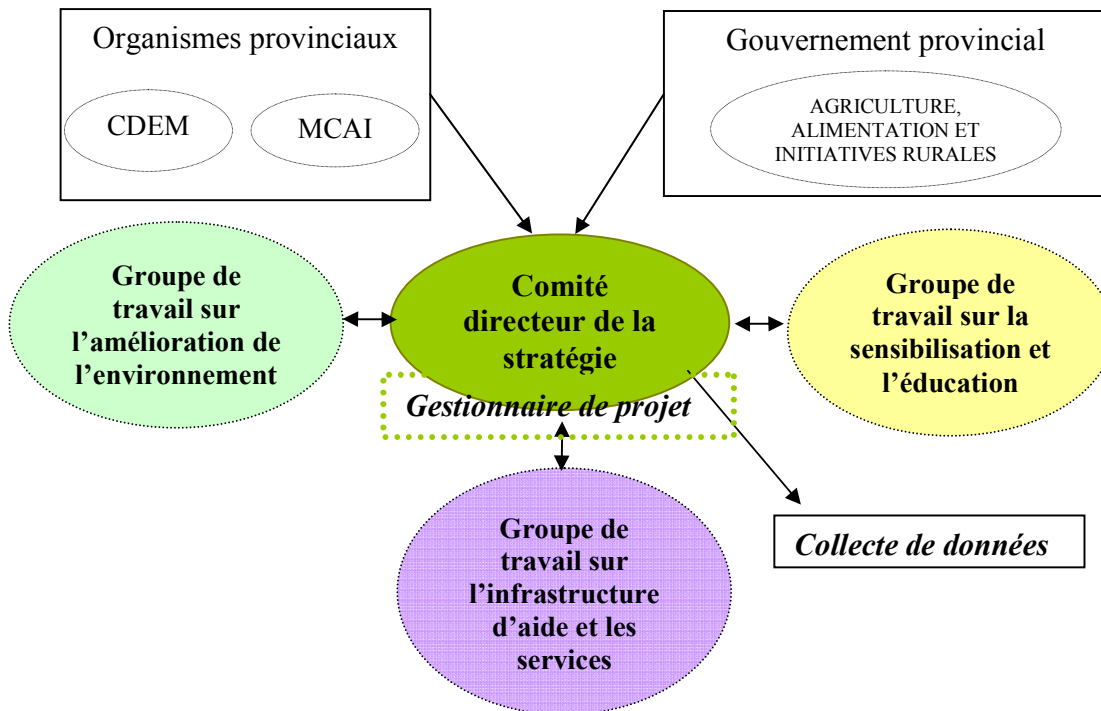 Organismes provinciaux
CDEM
MCAI
Gouvernement provincial
AGRICULTURE,
ALIMENTATION ET
INITIATIVES RURALES
Groupe de
travail sur
l’amélioration de
l’environnement
Comité
directeur de la
stratégie
Gestionnaire de projet
Groupe de
travail sur la
sensibilisation et
l’éducation
Groupe de
travail sur
l’infrastructure
d’aide et les
services
Collecte de données